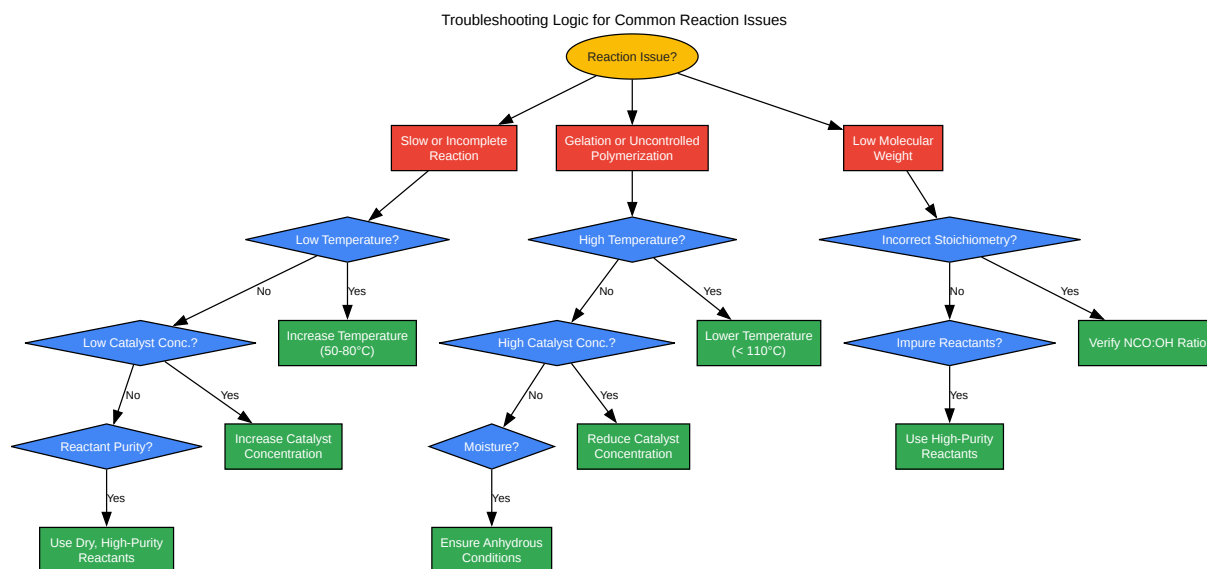 Troubleshooting Logic for Common Reaction Issues
Reaction Issue?
Slow or Incomplete
Reaction
Gelation or Uncontrolled
Polymerization
Low Molecular
Weight
Low Temperature?
High Temperature?
Incorrect Stoichiometry?
No
Yes
No
Yes
No
Yes
Low Catalyst Conc.?
Increase Temperature
(50-80°C)
High Catalyst Conc.?
Lower Temperature
(< 110°C)
Impure Reactants?
Verify NCO:OH Ratio
No
Yes
No
Yes
Yes
Reactant Purity?
Increase Catalyst
Concentration
Moisture?
Reduce Catalyst
Concentration
Use High-Purity
Reactants
Yes
Yes
Use Dry, High-Purity
Reactants
Ensure Anhydrous
Conditions